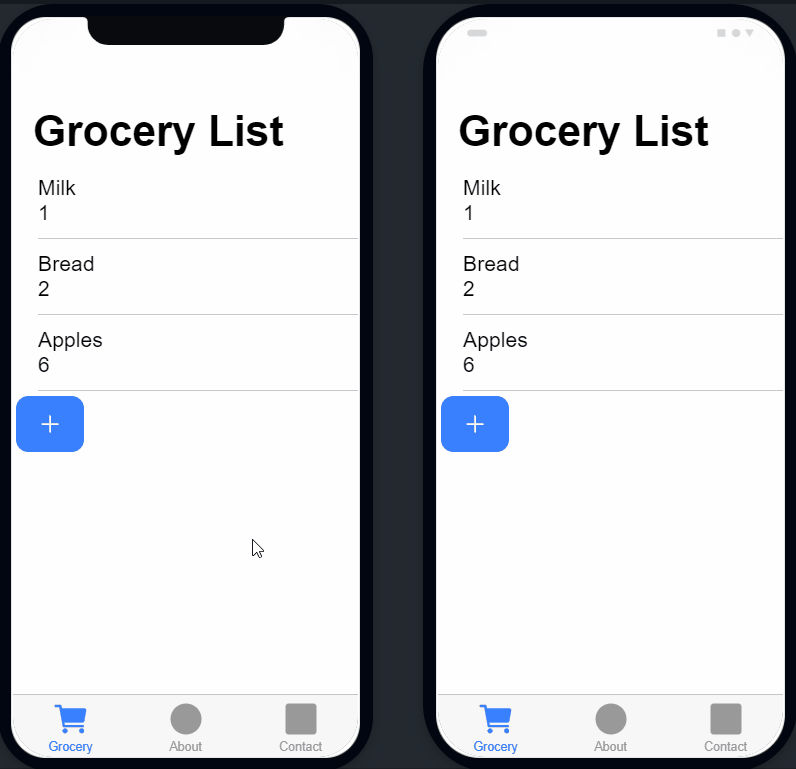 Grocery List
Milk
1
Bread
2
Apples
6
+
Grocery About Contact
Grocery List
Milk
1
Bread
2
Apples
6
+
Grocery About Contact